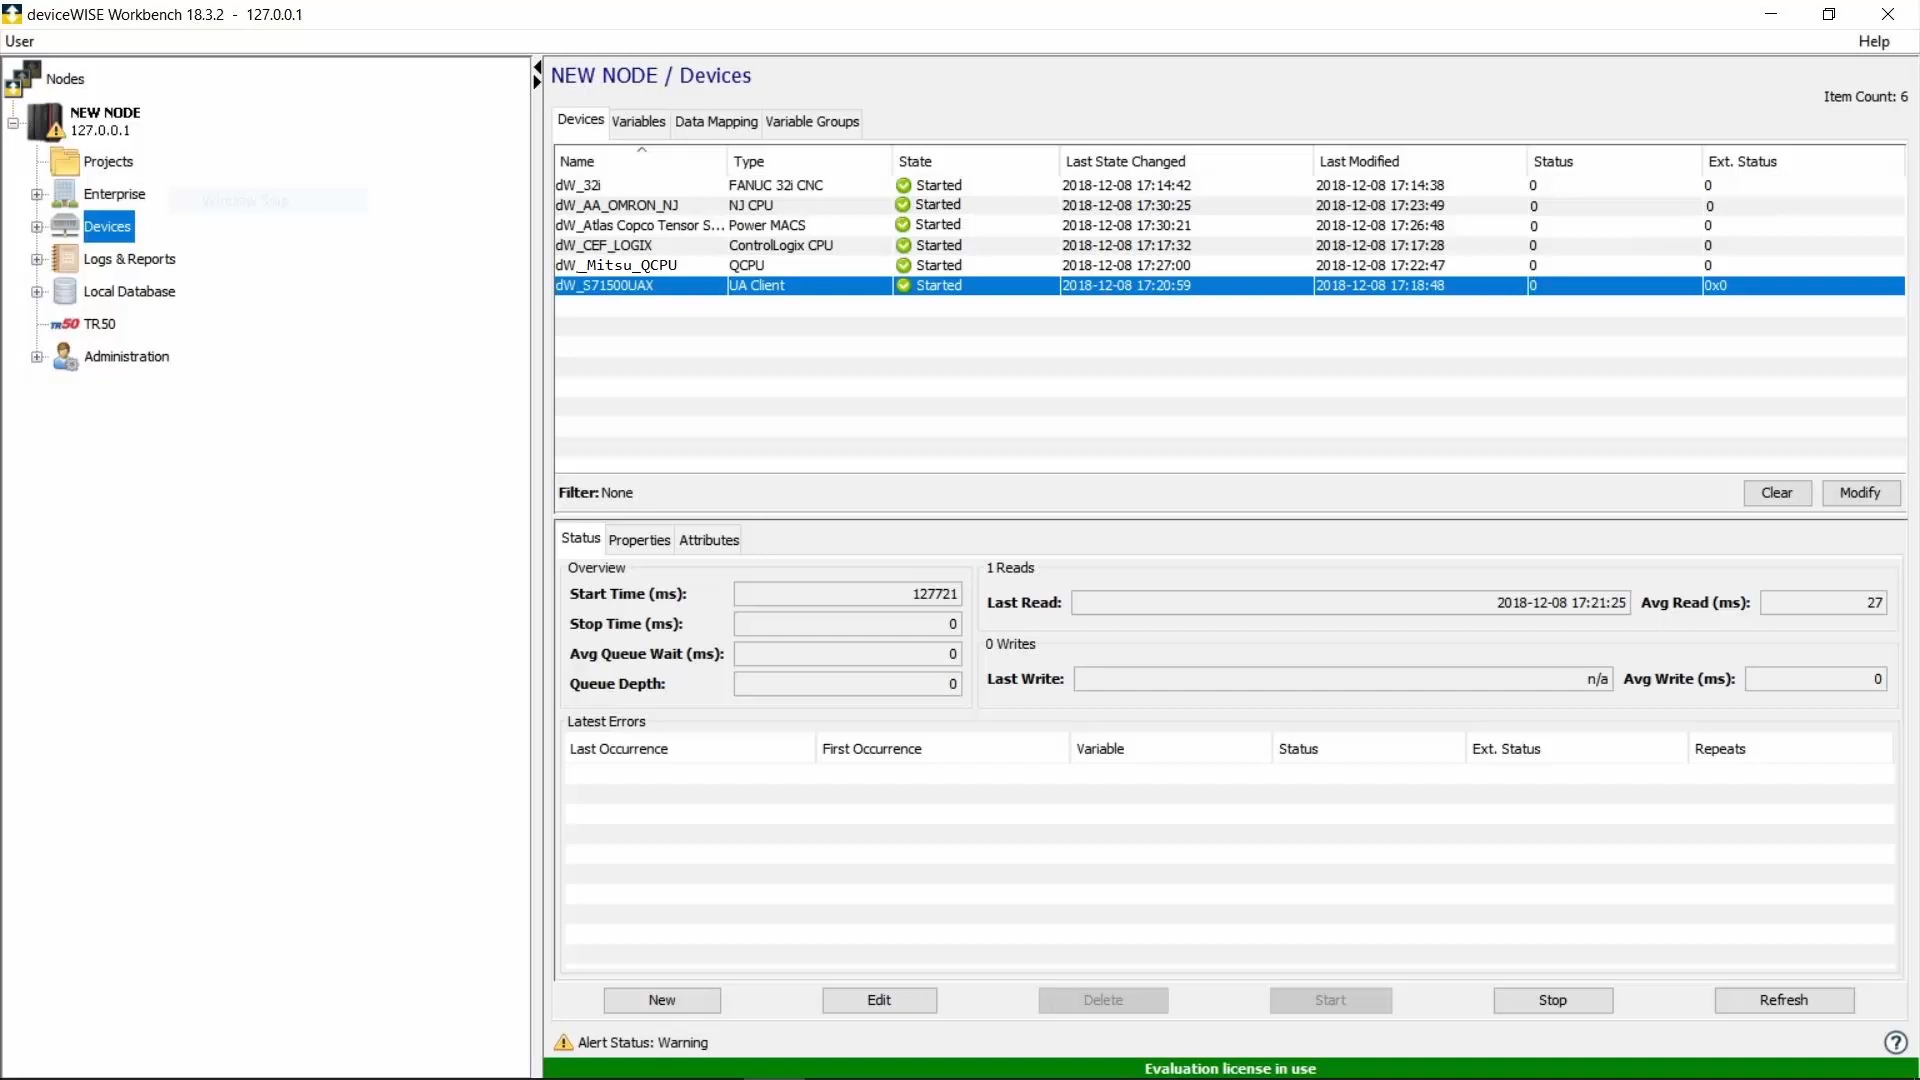 deviceWISE Workbench 18.3.2 - 127.0.0.1
User
Help
Nodes
NEW NODE
127.0.0.1
Projects
Enterprise
Devices
Logs & Reports
Local Database
TR50 TR50
Administration
NEW NODE / Devices
Item Count: 6
Devices Variables Data Mapping Variable Groups
Name Type State Last State Changed Last Modified Status Ext. Status
dW_32i FANUC 32i CNC Started 2018-12-08 17:14:42 2018-12-08 17:14:38 0 0
dW_AA_OMRON_NJ NJ CPU Started 2018-12-08 17:30:25 2018-12-08 17:23:49 0 0
dW_Atlas Copco Tensor S... Power MACS Started 2018-12-08 17:30:21 2018-12-08 17:26:48 0 0
dW_CEF_LOGIX ControlLogix CPU Started 2018-12-08 17:17:32 2018-12-08 17:17:28 0 0
dW_Mitsu_QCPU QCPU Started 2018-12-08 17:27:00 2018-12-08 17:22:47 0 0
dW_S71500UAX UA Client Started 2018-12-08 17:20:59 2018-12-08 17:18:48 0 0x0
Filter: None
Clear Modify
Status Properties Attributes
Overview
Start Time (ms): 127721
Stop Time (ms): 0
Avg Queue Wait (ms): 0
Queue Depth: 0
1 Reads
Last Read: 2018-12-08 17:21:25 Avg Read (ms): 27
0 Writes
Last Write: n/a Avg Write (ms): 0
Latest Errors
Last Occurrence First Occurrence Variable Status Ext. Status Repeats
New Edit Delete Start Stop Refresh
Alert Status: Warning
?
Evaluation license in use